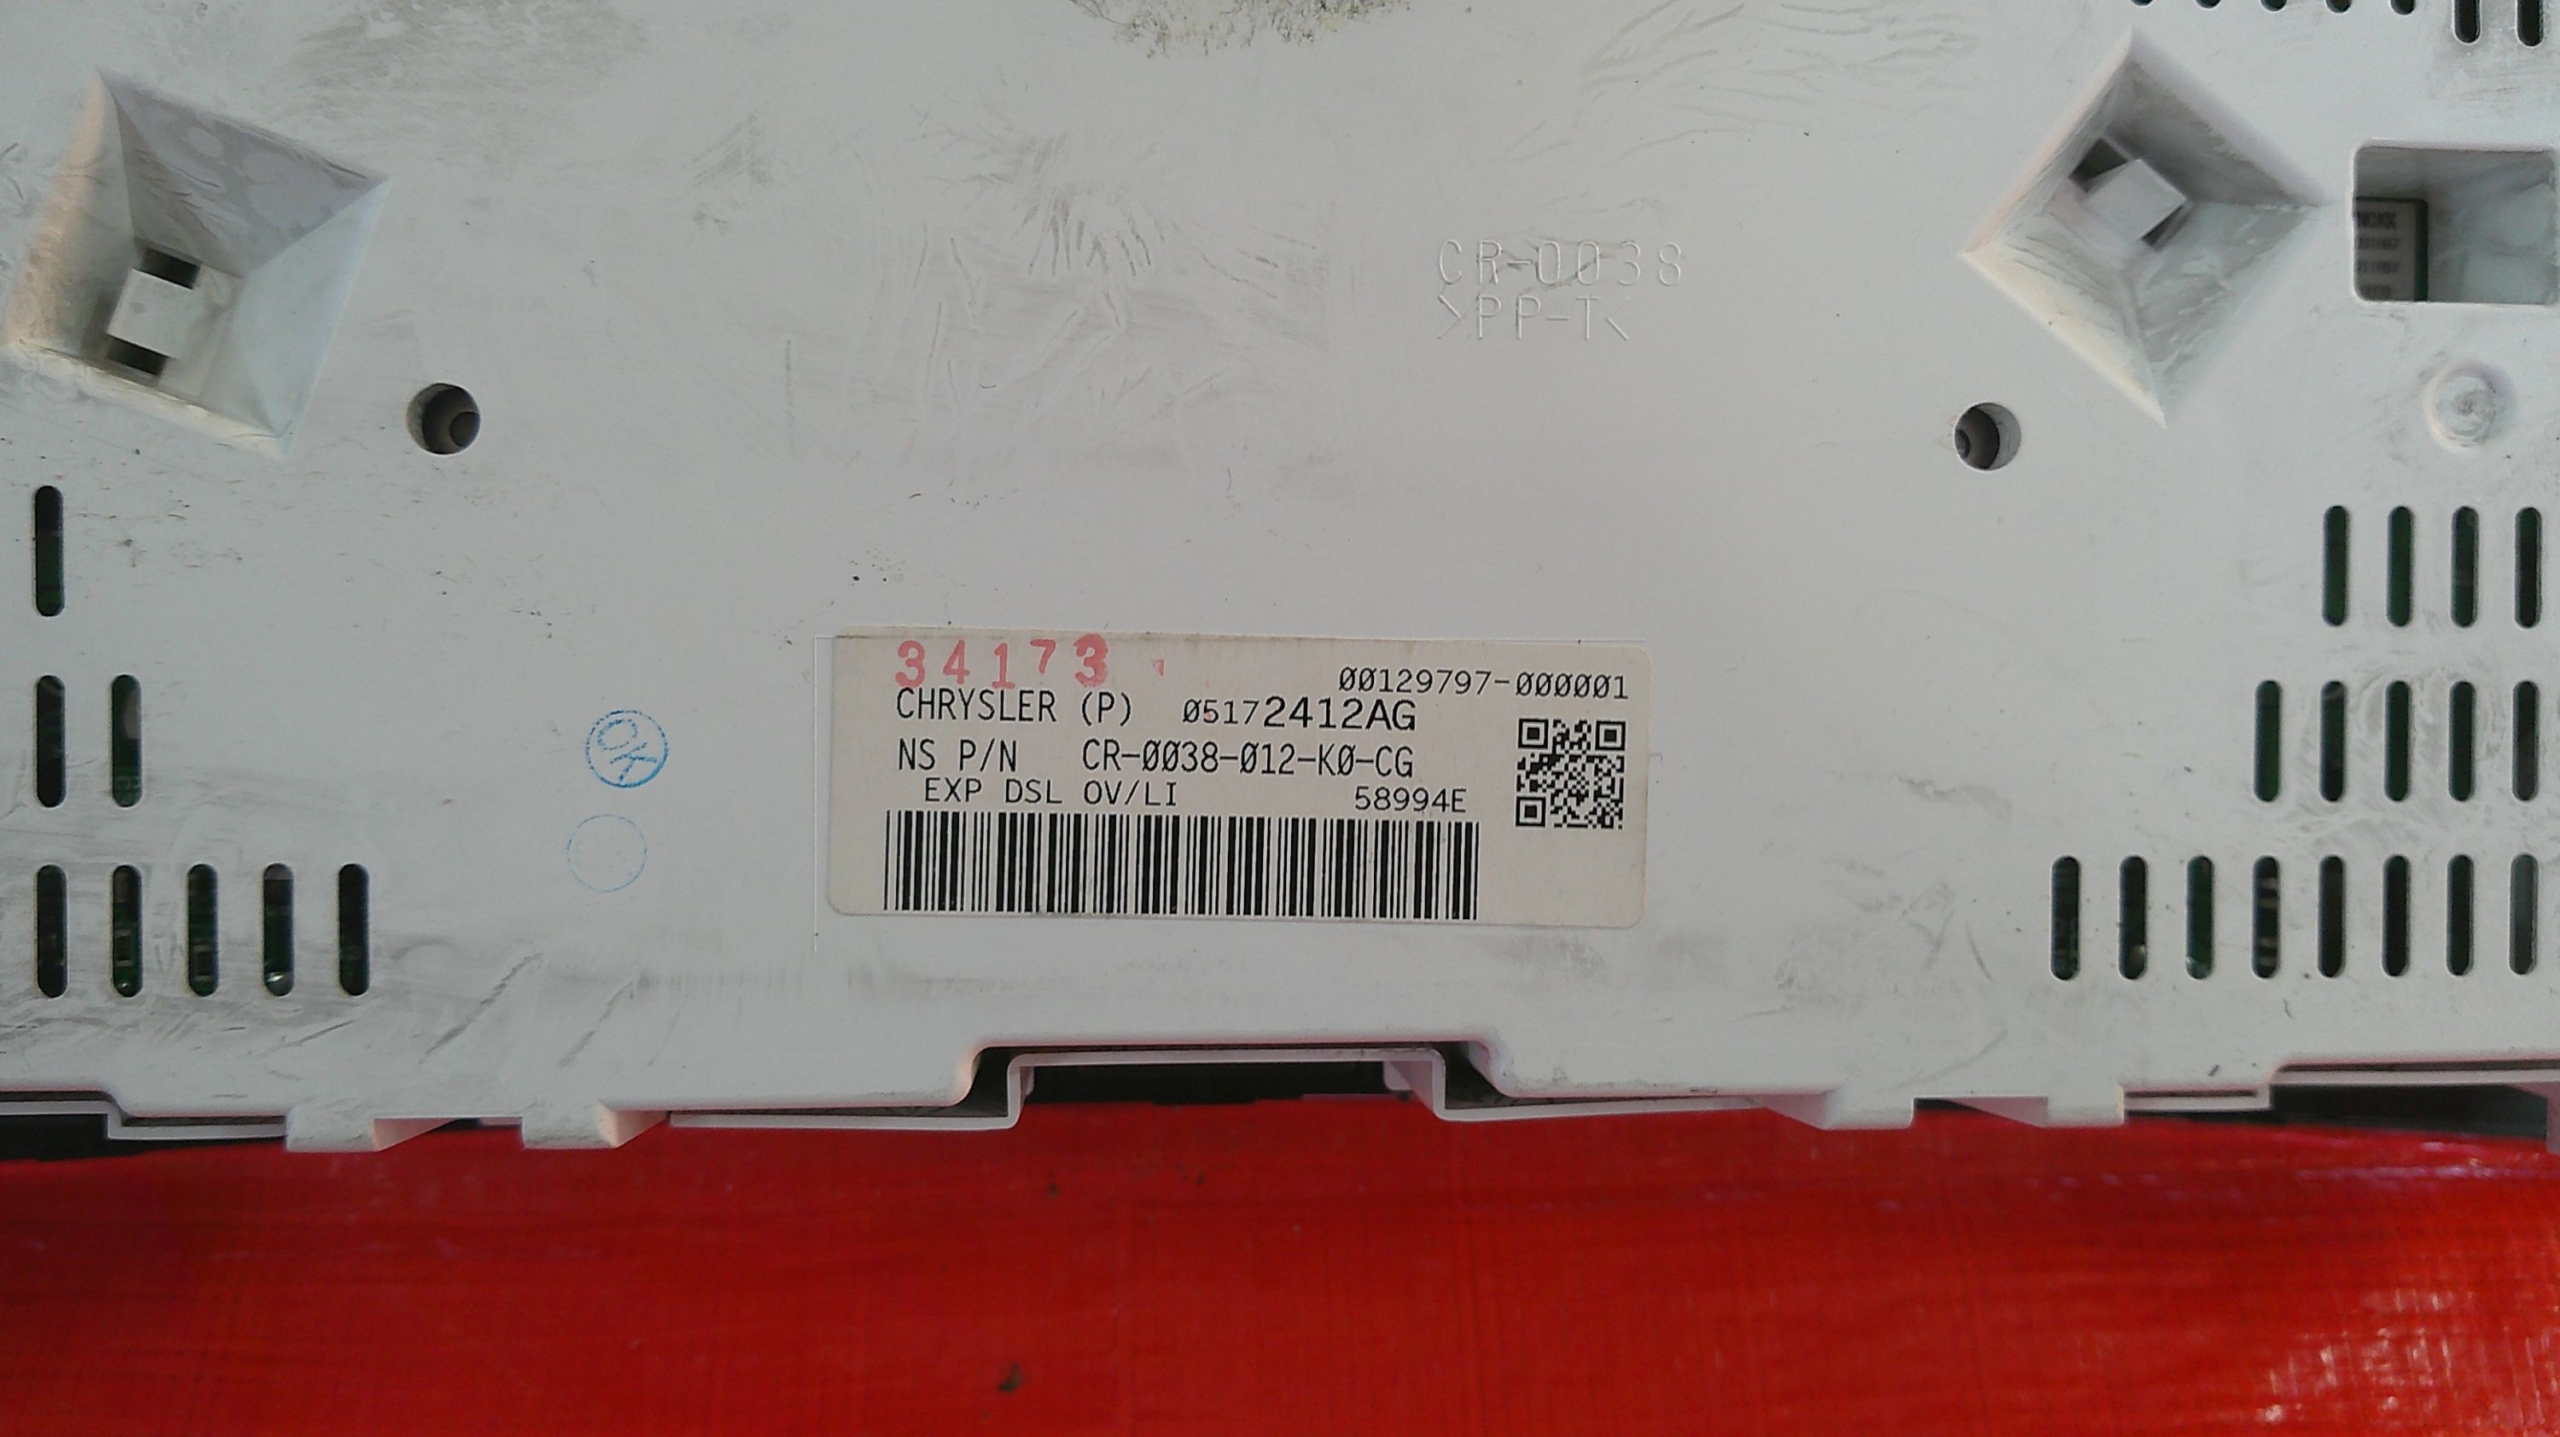 CR-0038
>PP-T<
34173
00129797-000001
CHRYSLER (P) 05172412AG
NS P/N CR-0038-012-K0-CG
EXP DSL OV/LI 58994E
OK